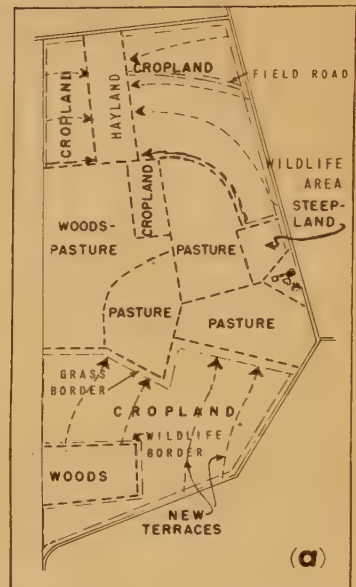 CROPLAND
FIELD ROAD
CROPLAND
HAYLAND
WILDLIFE
AREA
STEEP-
LAND
CROPLAND
WOODS-
PASTURE
PASTURE
PASTURE
PASTURE
GRASS
BORDER
CROPLAND
WILDLIFE
BORDER
WOODS
NEW
TERRACES
(a)